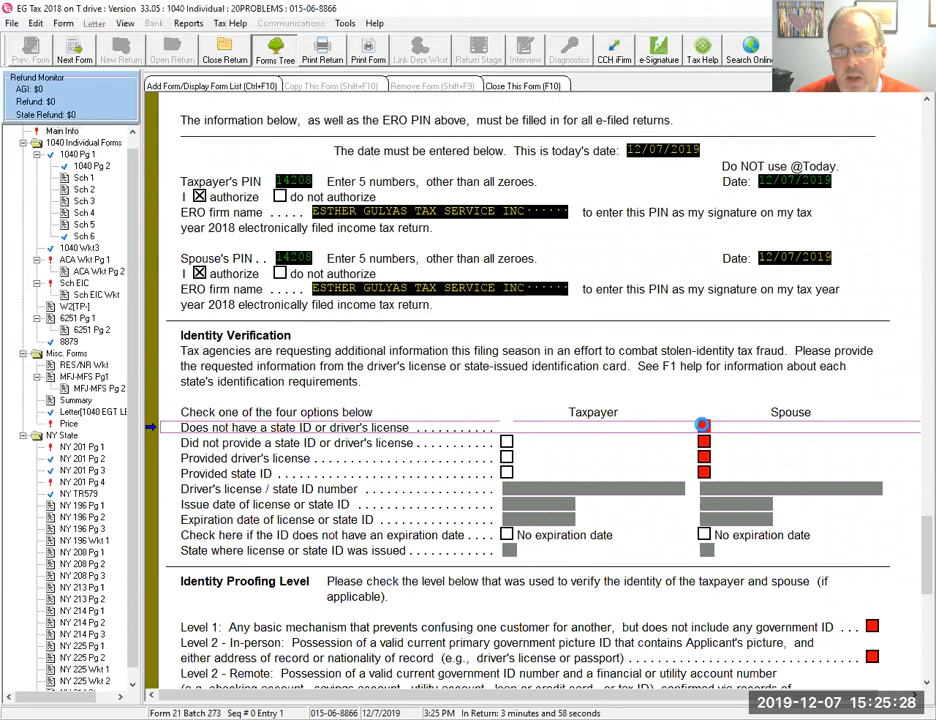 EG Tax 2018 on T drive : Version 33.05 : 1040 Individual : 20PROBLEMS : 015-06-8866
File Edit Form Letter View Bank Reports Tax Help Communications Tools Help
Prev. Form Next Form New Return Open Return Close Return Forms Tree Print Return Print Form Link Depr Wkst Return Stage Interview Diagnostics CCH iFirm e-Signature Tax Help Search Online
Refund Monitor
AGI: $0
Refund: $0
State Refund: $0
Add Form/Display Form List (Ctrl+F10) Copy This Form (Shift+F10) Remove Form (Shift+F9) Close This Form (F10)
Main Info
1040 Individual Forms
1040 Pg 1
1040 Pg 2
Sch 1
Sch 2
Sch 3
Sch 4
Sch 5
Sch 6
1040 Wkt3
ACA Wkt Pg 1
ACA Wkt Pg 2
Sch EIC
Sch EIC Wkt
W2[TP-]
6251 Pg 1
6251 Pg 2
8879
Misc. Forms
RES/NR Wkt
MFJ-MFS Pg1
MFJ-MFS Pg 2
Summary
Letter[1040 EGT LE
Price
NY State
NY 201 Pg 1
NY 201 Pg 2
NY 201 Pg 3
NY 201 Pg 4
NY TR579
NY 196 Pg 1
NY 196 Pg 2
NY 196 Pg 3
NY 196 Wkt 1
NY 208 Pg 1
NY 208 Pg 2
NY 208 Pg 3
NY 213 Pg 1
NY 213 Pg 2
NY 214 Pg 1
NY 214 Pg 2
NY 214 Pg 3
NY 225 Pg 1
NY 225 Pg 2
NY 225 Wkt 1
NY 225 Wkt 2
The information below, as well as the ERO PIN above, must be filled in for all e-filed returns.
The date must be entered below. This is today's date: 12/07/2019
Do NOT use @Today.
Taxpayer's PIN 14208 Enter 5 numbers, other than all zeroes. Date: 12/07/2019
I X authorize do not authorize
ERO firm name . . . . . ESTHER GULYAS TAX SERVICE INC...... to enter this PIN as my signature on my tax
year 2018 electronically filed income tax return.
Spouse's PIN . . 14208 Enter 5 numbers, other than all zeroes. Date: 12/07/2019
I X authorize do not authorize
ERO firm name . . . . . ESTHER GULYAS TAX SERVICE INC...... to enter this PIN as my signature on my tax year
year 2018 electronically filed income tax return.
Identity Verification
Tax agencies are requesting additional information this filing season in an effort to combat stolen-identity tax fraud. Please provide
the requested information from the driver's license or state-issued identification card. See F1 help for information about each
state's identification requirements.
Check one of the four options below Taxpayer Spouse
Does not have a state ID or driver's license . . . . . . . . . . .
Did not provide a state ID or driver's license . . . . . . . . . . .
Provided driver's license . . . . . . . . . . . . . . . . . . . . . . . . .
Provided state ID . . . . . . . . . . . . . . . . . . . . . . . . . . . . . .
Driver's license / state ID number . . . . . . . . . . . . . . . . . .
Issue date of license or state ID . . . . . . . . . . . . . . . . . . . .
Expiration date of license or state ID . . . . . . . . . . . . . . . .
Check here if the ID does not have an expiration date . . . . No expiration date No expiration date
State where license or state ID was issued . . . . . . . . . . . .
Identity Proofing Level Please check the level below that was used to verify the identity of the taxpayer and spouse (if
applicable).
Level 1: Any basic mechanism that prevents confusing one customer for another, but does not include any government ID . . .
Level 2 - In-person: Possession of a valid current primary government picture ID that contains Applicant's picture, and
either address of record or nationality of record (e.g., driver's license or passport) . . . . . . . . . . . . . . . . . . . . . . . . . . . . . . . . . .
Level 2 - Remote: Possession of a valid current government ID number and a financial or utility account number
Form 21 Batch 273 Seq # 0 Entry 1 015-06-8866 12/7/2019 3:25 PM In Return: 3 minutes and 58 seconds
2019-12-07 15:25:28